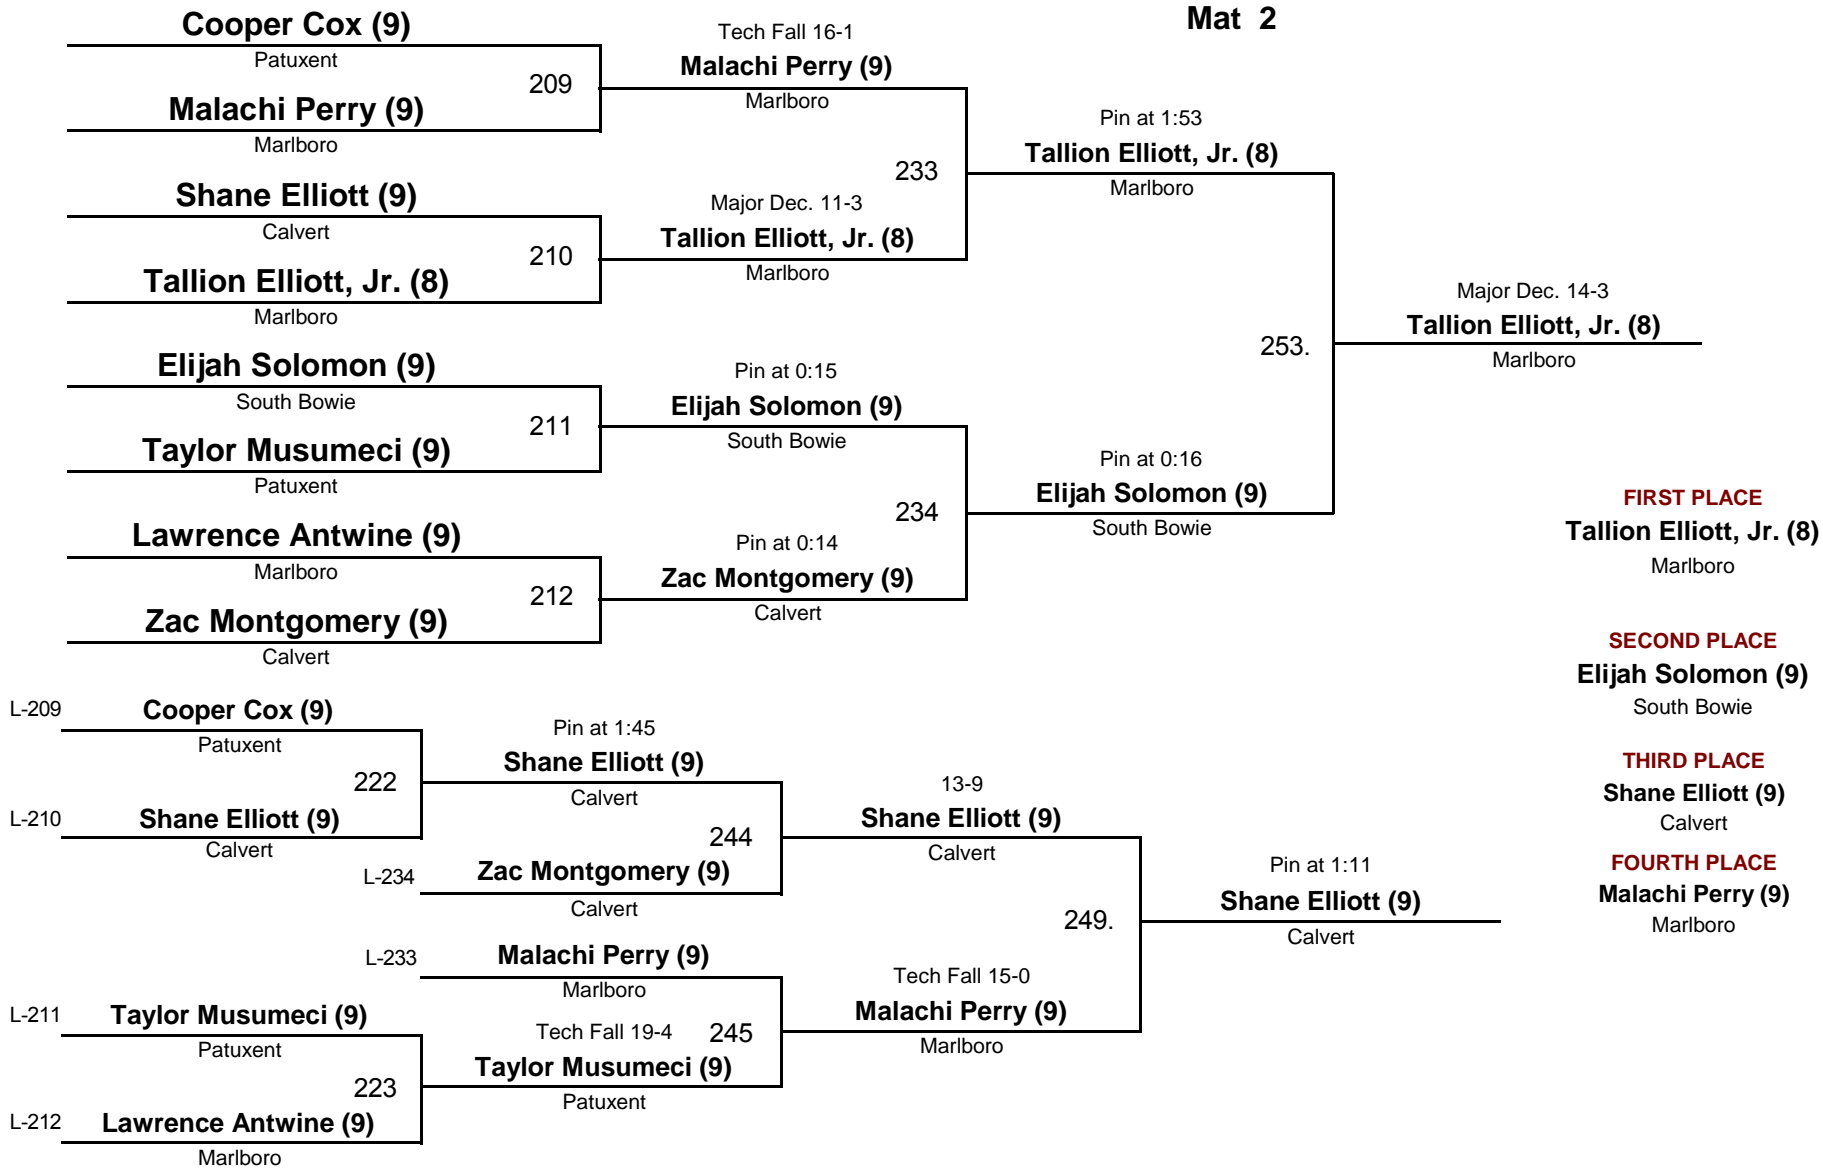 Mat 2
Cooper Cox (9)
Patuxent
209
Malachi Perry (9)
Marlboro
Shane Elliott (9)
Calvert
210
Tallion Elliott, Jr. (8)
Marlboro
Elijah Solomon (9)
South Bowie
211
Taylor Musumeci (9)
Patuxent
Lawrence Antwine (9)
Marlboro
212
Zac Montgomery (9)
Calvert
Tech Fall 16-1
Malachi Perry (9)
Marlboro
233
Major Dec. 11-3
Tallion Elliott, Jr. (8)
Marlboro
Pin at 0:15
Elijah Solomon (9)
South Bowie
234
Pin at 0:14
Zac Montgomery (9)
Calvert
Pin at 1:53
Tallion Elliott, Jr. (8)
Marlboro
253.
Pin at 0:16
Elijah Solomon (9)
South Bowie
Major Dec. 14-3
Tallion Elliott, Jr. (8)
Marlboro
FIRST PLACE
Tallion Elliott, Jr. (8)
Marlboro
SECOND PLACE
Elijah Solomon (9)
South Bowie
THIRD PLACE
Shane Elliott (9)
Calvert
FOURTH PLACE
Malachi Perry (9)
Marlboro
L-209 Cooper Cox (9)
Patuxent
222
L-210 Shane Elliott (9)
Calvert
Pin at 1:45
Shane Elliott (9)
Calvert
244
L-234 Zac Montgomery (9)
Calvert
L-233 Malachi Perry (9)
Marlboro
245
L-211 Taylor Musumeci (9)
Patuxent
223
L-212 Lawrence Antwine (9)
Marlboro
Tech Fall 19-4
Taylor Musumeci (9)
Patuxent
13-9
Shane Elliott (9)
Calvert
249.
Tech Fall 15-0
Malachi Perry (9)
Marlboro
Pin at 1:11
Shane Elliott (9)
Calvert